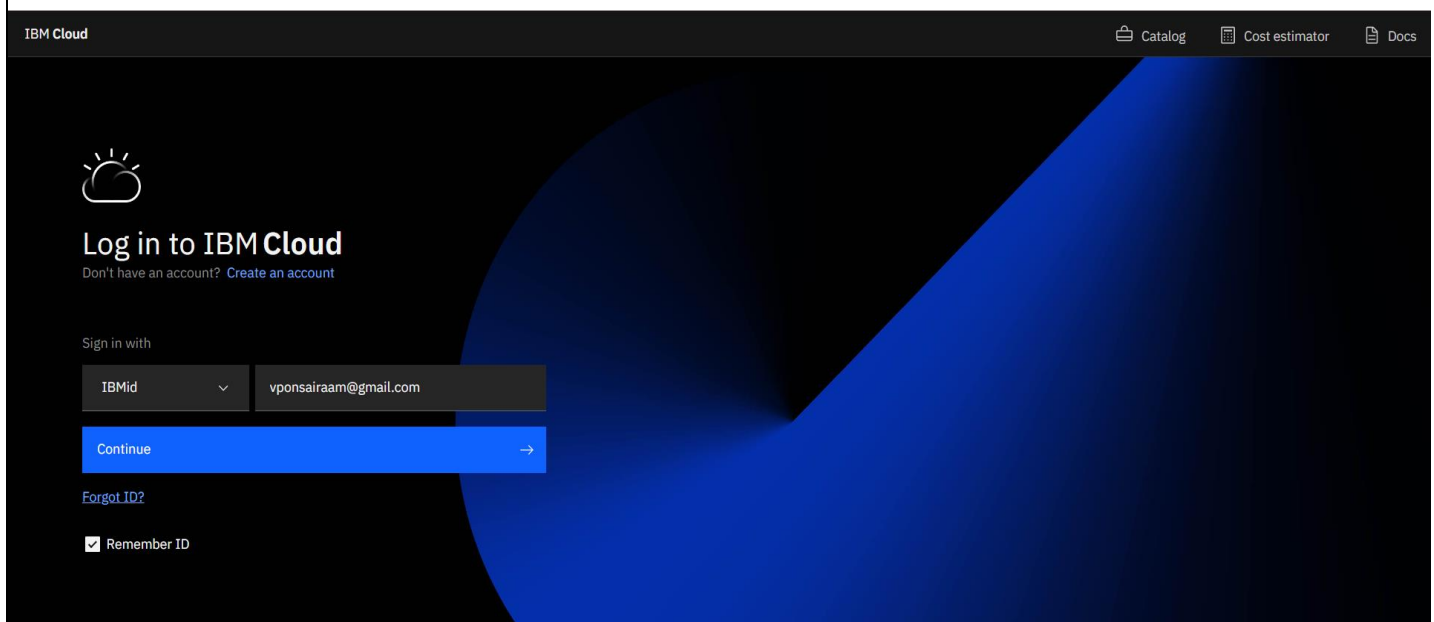 IBM Cloud
Catalog
Cost estimator
Docs
Log in to IBM Cloud
Don't have an account? Create an account
Sign in with
IBMid
vponsairaam@gmail.com
Continue
Forgot ID?
Remember ID